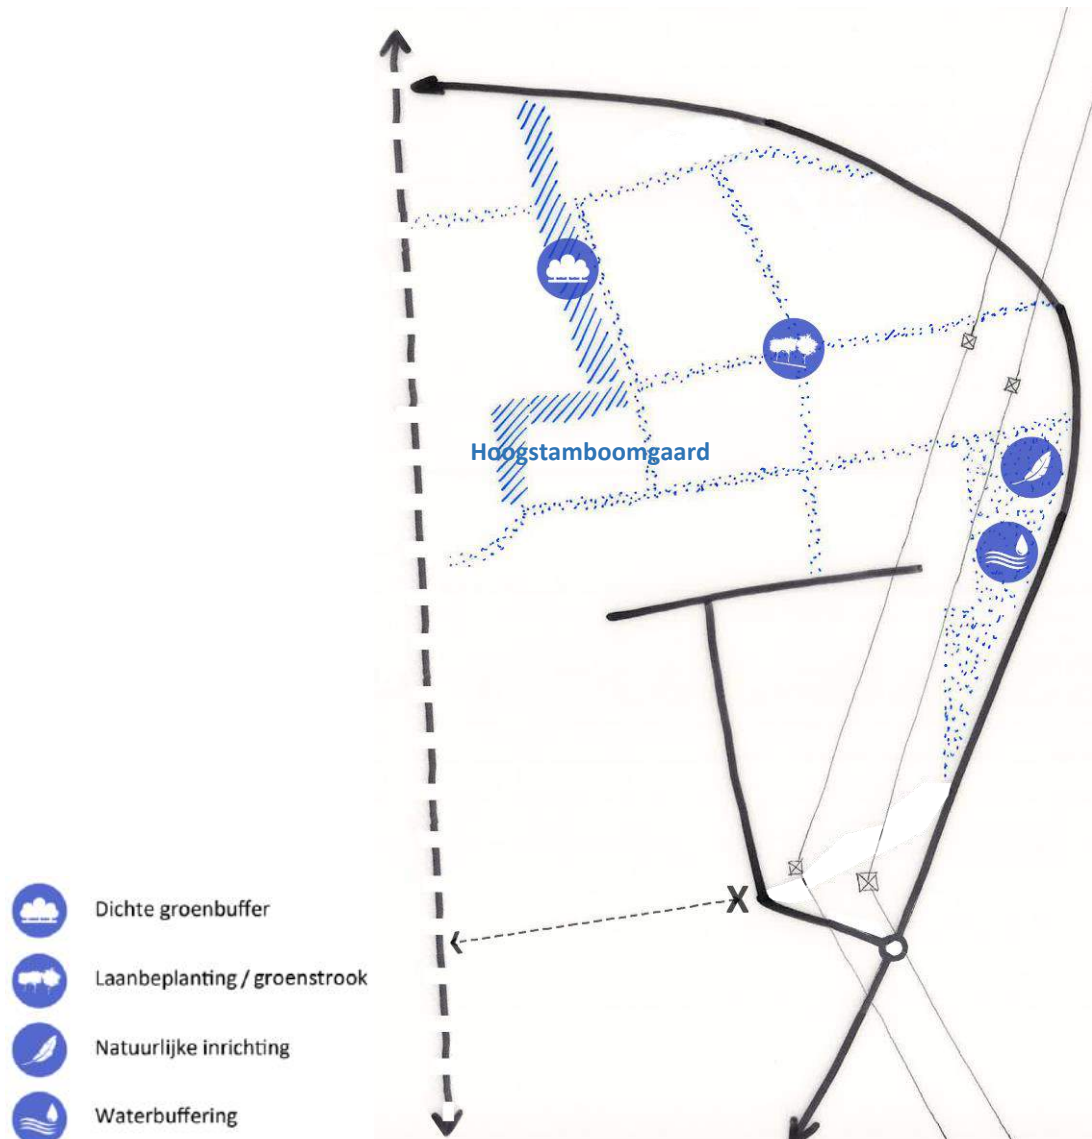 Hoogstamboomgaard
X
Dichte groenbuffer
Laanbeplanting / groenstrook
Natuurlijke inrichting
Waterbuffering